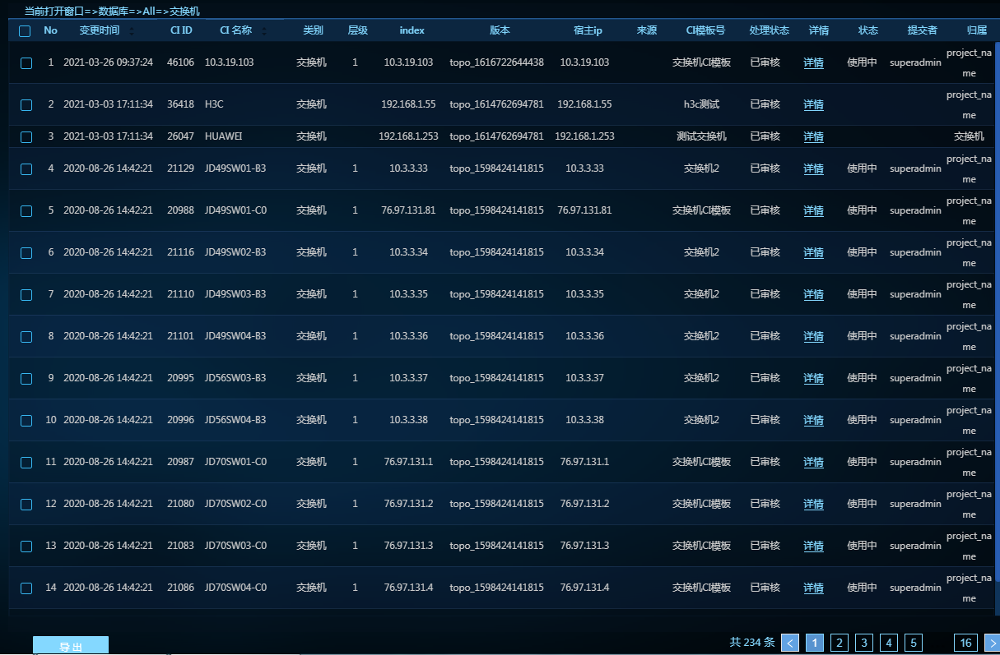 当前打开窗口=>数据库=>All=>交换机
No 变更时间 CI ID CI 名称 类别 层级 index 版本 宿主ip 来源 CI模板号 处理状态 详情 状态 提交者 归属
1 2021-03-26 09:37:24 46106 10.3.19.103 交换机 1 10.3.19.103 topo_1616722644438 10.3.19.103 交换机CI模板 已审核 详情 使用中 superadmin project_name
2 2021-03-03 17:11:34 36418 H3C 交换机 192.168.1.55 topo_1614762694781 192.168.1.55 h3c测试 已审核 详情 project_name
3 2021-03-03 17:11:34 26047 HUAWEI 交换机 192.168.1.253 topo_1614762694781 192.168.1.253 测试交换机 已审核 详情 交换机
4 2020-08-26 14:42:21 21129 JD49SW01-B3 交换机 1 10.3.3.33 topo_1598424141815 10.3.3.33 交换机2 已审核 详情 使用中 superadmin project_name
5 2020-08-26 14:42:21 20988 JD49SW01-C0 交换机 1 76.97.131.81 topo_1598424141815 76.97.131.81 交换机CI模板 已审核 详情 使用中 superadmin project_name
6 2020-08-26 14:42:21 21116 JD49SW02-B3 交换机 1 10.3.3.34 topo_1598424141815 10.3.3.34 交换机2 已审核 详情 使用中 superadmin project_name
7 2020-08-26 14:42:21 21110 JD49SW03-B3 交换机 1 10.3.3.35 topo_1598424141815 10.3.3.35 交换机2 已审核 详情 使用中 superadmin project_name
8 2020-08-26 14:42:21 21101 JD49SW04-B3 交换机 1 10.3.3.36 topo_1598424141815 10.3.3.36 交换机2 已审核 详情 使用中 superadmin project_name
9 2020-08-26 14:42:21 20995 JD56SW03-B3 交换机 1 10.3.3.37 topo_1598424141815 10.3.3.37 交换机2 已审核 详情 使用中 superadmin project_name
10 2020-08-26 14:42:21 20996 JD56SW04-B3 交换机 1 10.3.3.38 topo_1598424141815 10.3.3.38 交换机2 已审核 详情 使用中 superadmin project_name
11 2020-08-26 14:42:21 20987 JD70SW01-C0 交换机 1 76.97.131.1 topo_1598424141815 76.97.131.1 交换机CI模板 已审核 详情 使用中 superadmin project_name
12 2020-08-26 14:42:21 21080 JD70SW02-C0 交换机 1 76.97.131.2 topo_1598424141815 76.97.131.2 交换机CI模板 已审核 详情 使用中 superadmin project_name
13 2020-08-26 14:42:21 21083 JD70SW03-C0 交换机 1 76.97.131.3 topo_1598424141815 76.97.131.3 交换机CI模板 已审核 详情 使用中 superadmin project_name
14 2020-08-26 14:42:21 21086 JD70SW04-C0 交换机 1 76.97.131.4 topo_1598424141815 76.97.131.4 交换机CI模板 已审核 详情 使用中 superadmin project_name
导出 共 234 条 < 1 2 3 4 5 16 >